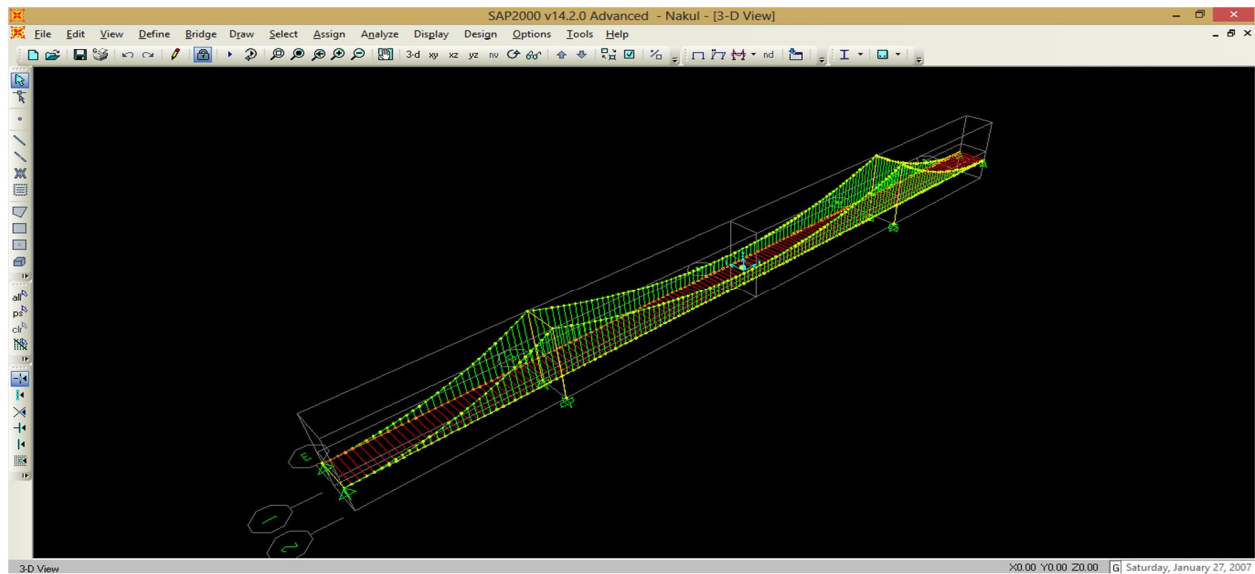 SAP2000 v14.2.0 Advanced - Nakul - [3-D View]
File Edit View Define Bridge Draw Select Assign Analyze Display Design Options Tools Help
3-d xy xz yz nv nd
all
ps
clr
E
1
2
3-D View X0.00 Y0.00 Z0.00 G Saturday, January 27, 2007